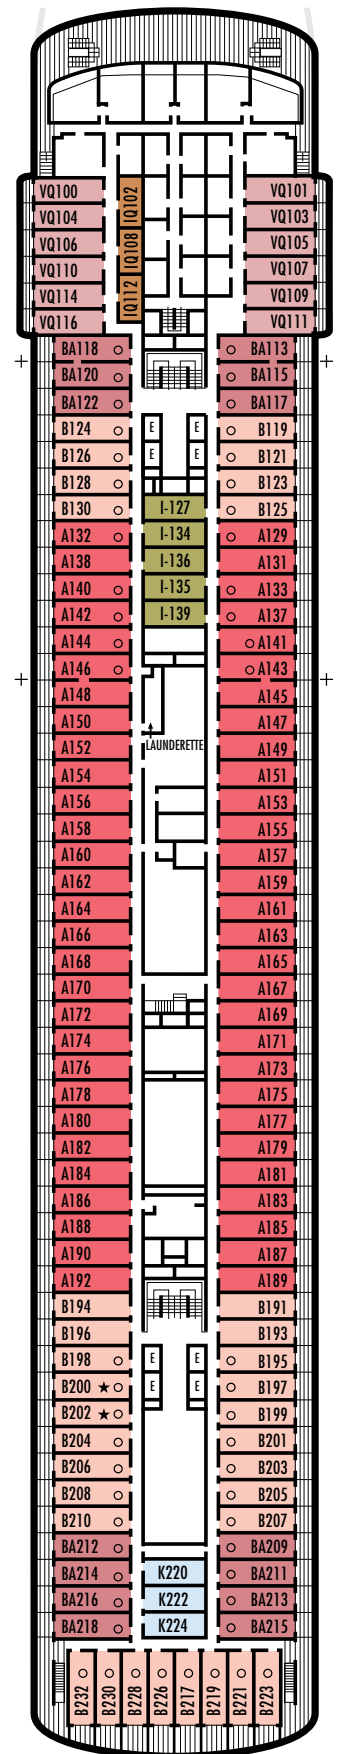 VQ100 IQ102 VQ101
VQ104 VQ103
VQ106 IQ108 VQ105
VQ110 VQ107
VQ114 IQ112 VQ109
VQ116 VQ111
BA118 BA113
BA120 BA115
BA122 BA117
B124 E E B119
B126 E E B121
B128 B123
B130 I-127 B125
A132 I-134 A129
A138 I-136 A131
A140 I-135 A133
A142 I-139 A137
A144 A141
A146 A143
A148 A145
A150 A147
A152 LAUNDERETTE A149
A154 A151
A156 A153
A158 A155
A160 A157
A162 A159
A164 A161
A166 A163
A168 A165
A170 A167
A172 A169
A174 A171
A176 A173
A178 A175
A180 A177
A182 A179
A184 A181
A186 A183
A188 A185
A190 A187
A192 A189
B194 B191
B196 B193
B198 E E B195
B200 ★ E E B197
B202 ★ B199
B204 B201
B206 B203
B208 B205
B210 B207
BA212 BA209
BA214 K220 BA211
BA216 K222 BA213
BA218 K224 BA215
B232 B230 B228 B226 B217 B219 B221 B223